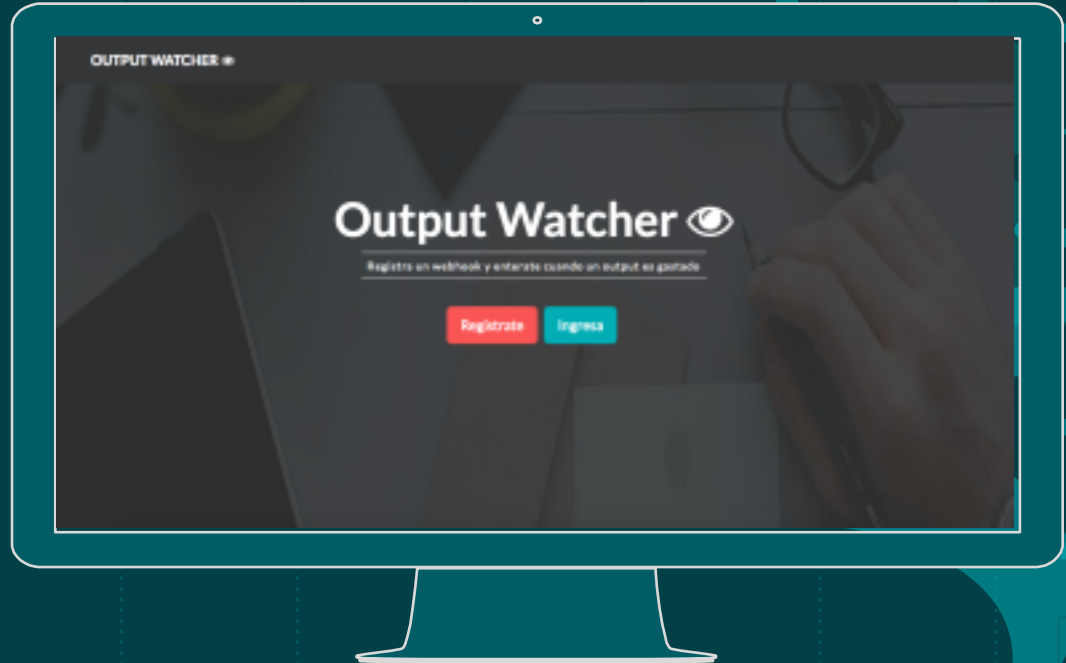 OUTPUT WATCHER
Output Watcher
Registra un webhook y enterate cuando un output es gastado
Registrate
Ingresa